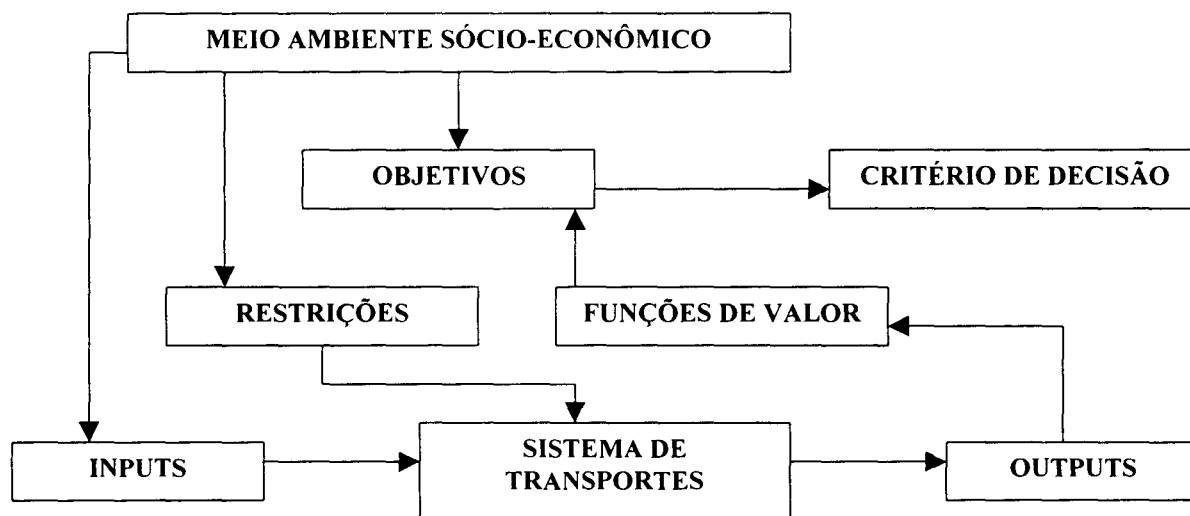 MEIO AMBIENTE SÓCIO-ECONÔMICO
OBJETIVOS
CRITÉRIO DE DECISÃO
RESTRIÇÕES
FUNÇÕES DE VALOR
INPUTS
SISTEMA DE
TRANSPORTES
OUTPUTS